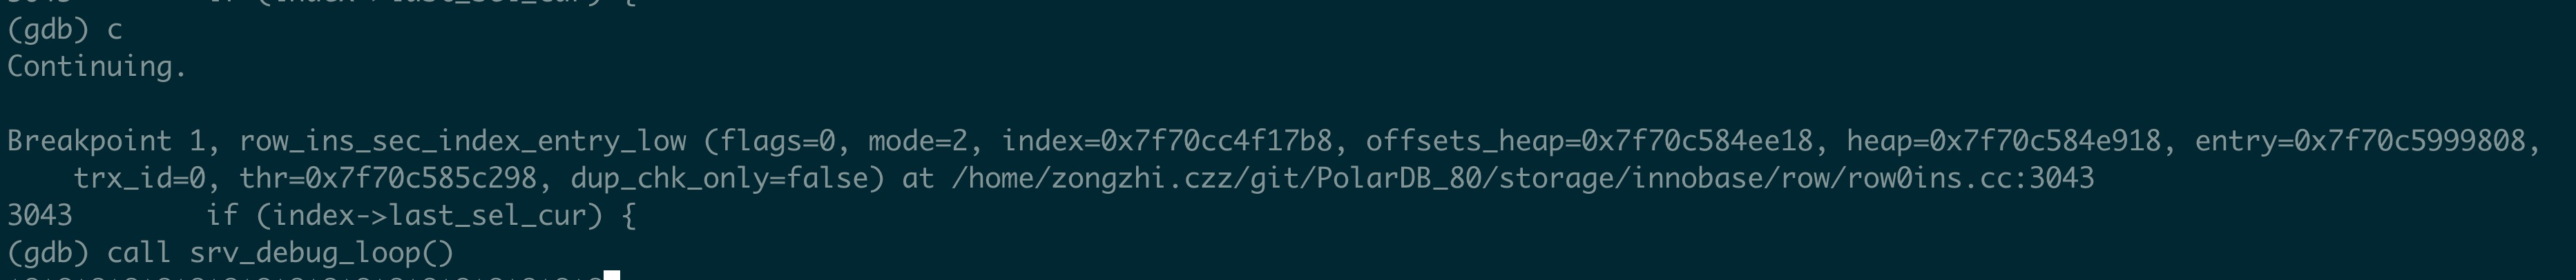 (gdb) c
Continuing.
Breakpoint 1, row_ins_sec_index_entry_low (flags=0, mode=2, index=0x7f70cc4f17b8, offsets_heap=0x7f70c584ee18, heap=0x7f70c584e918, entry=0x7f70c5999808,
trx_id=0, thr=0x7f70c585c298, dup_chk_only=false) at /home/zongzhi.czz/git/PolarDB_80/storage/innobase/row/row0ins.cc:3043
3043 if (index->last_sel_cur) {
(gdb) call srv_debug_loop()